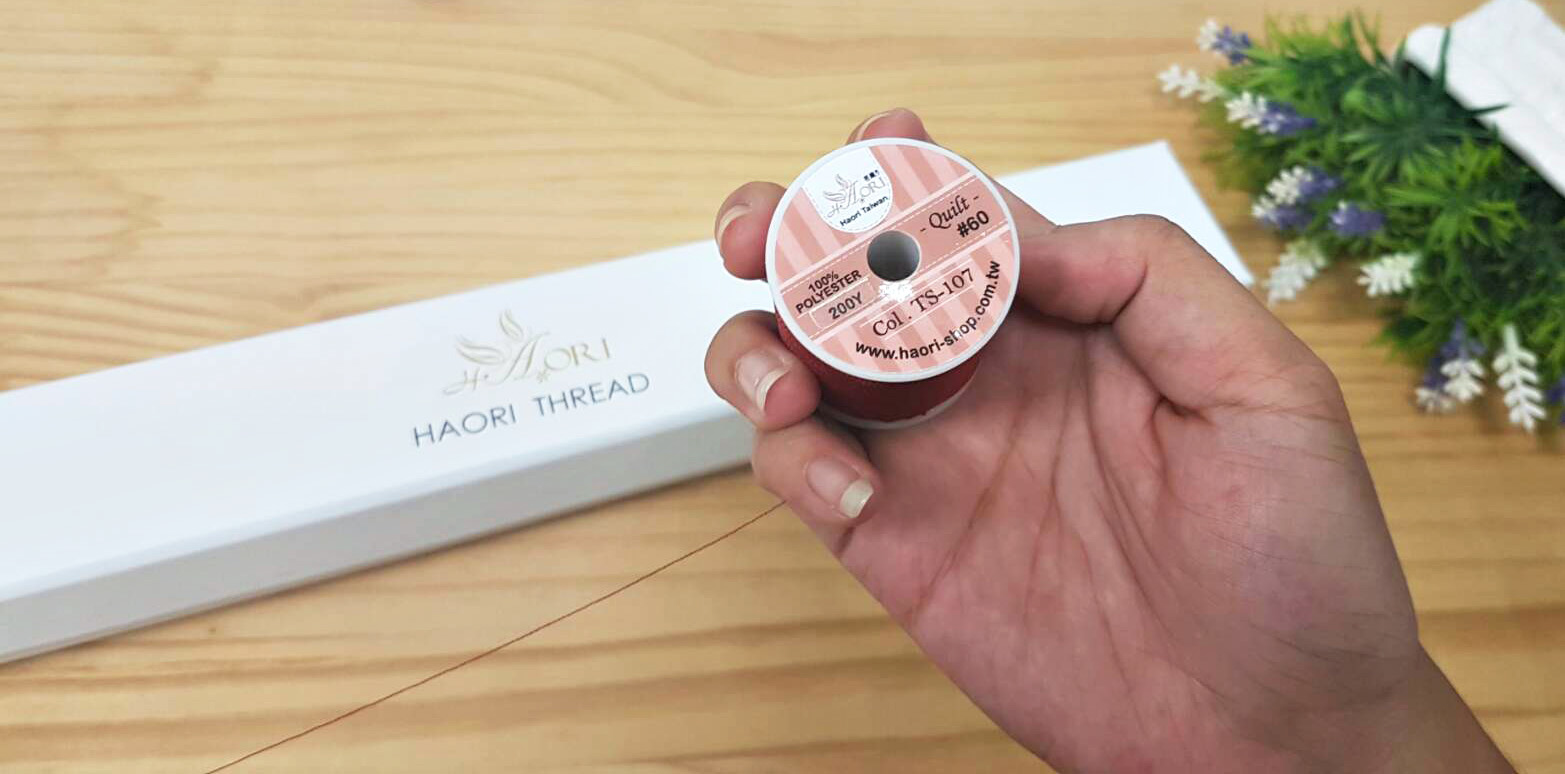 HAORI
HAORI THREAD
HAORI
Haori Taiwan
- Quilt -
#60
100%
POLYESTER
200Y
Col . TS-107
www.haori-shop.com.tw